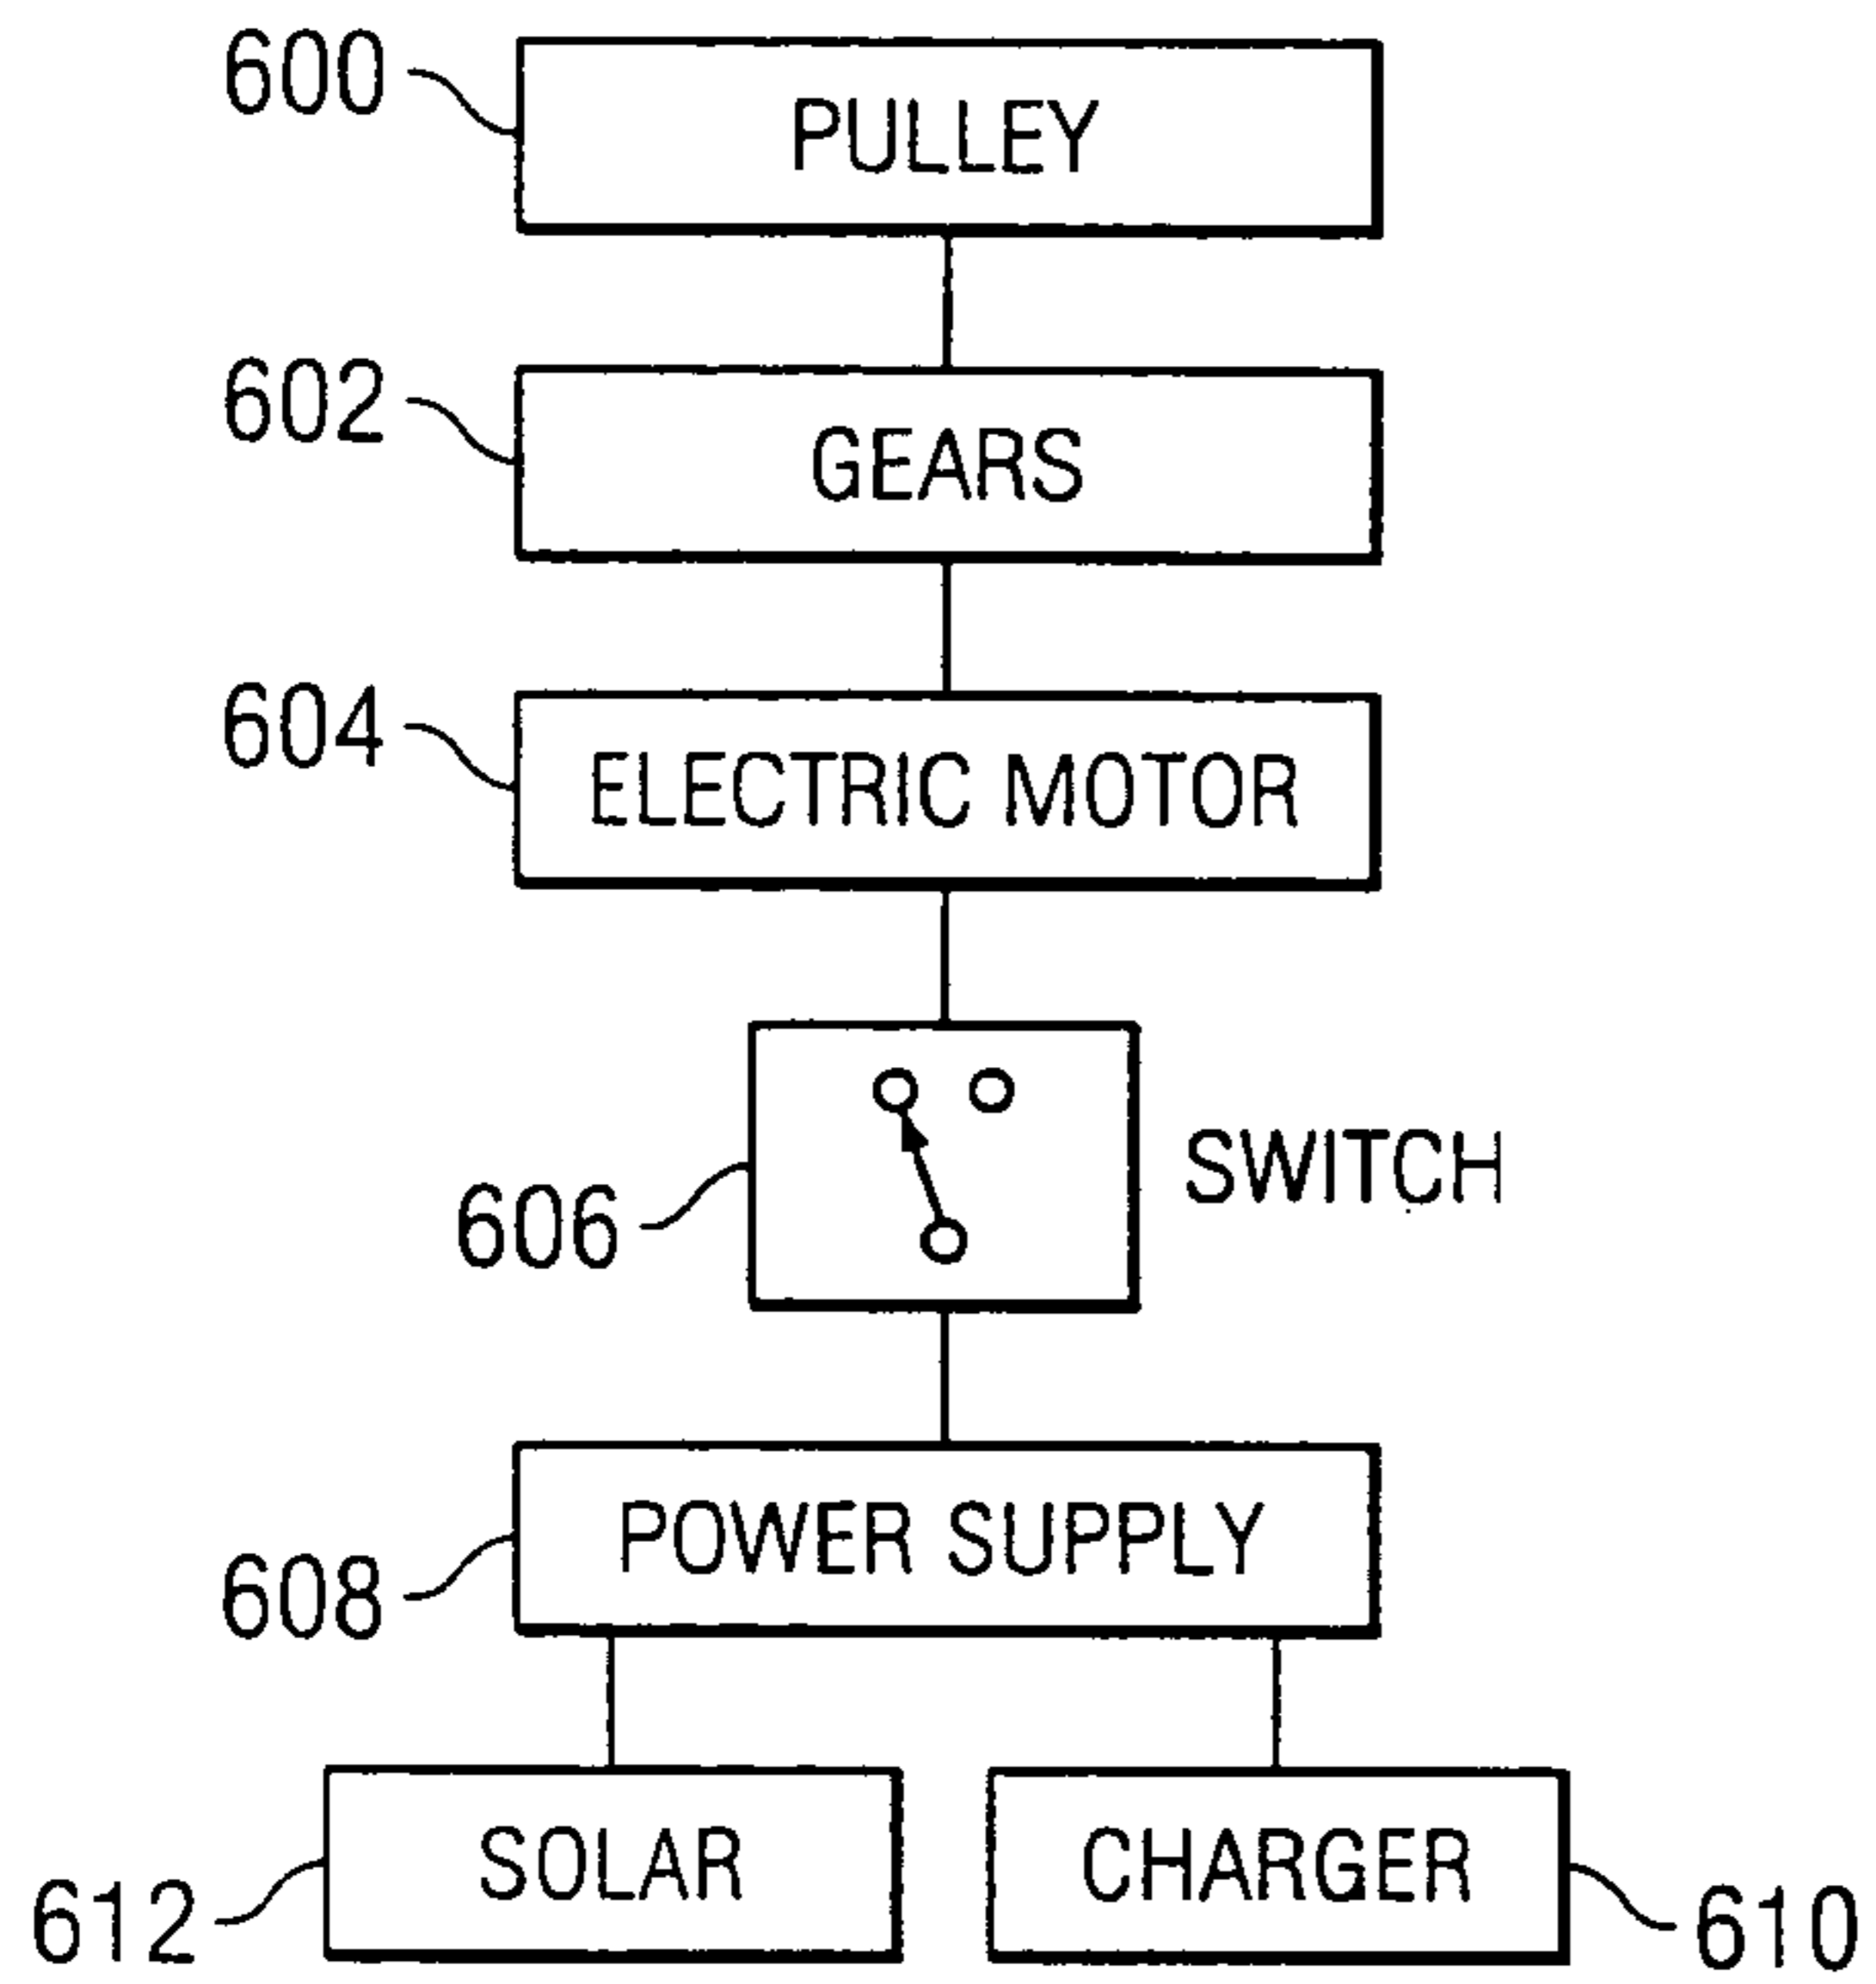 600
PULLEY
602
GEARS
604
ELECTRIC MOTOR
606
SWITCH
608
POWER SUPPLY
612
SOLAR
CHARGER
610